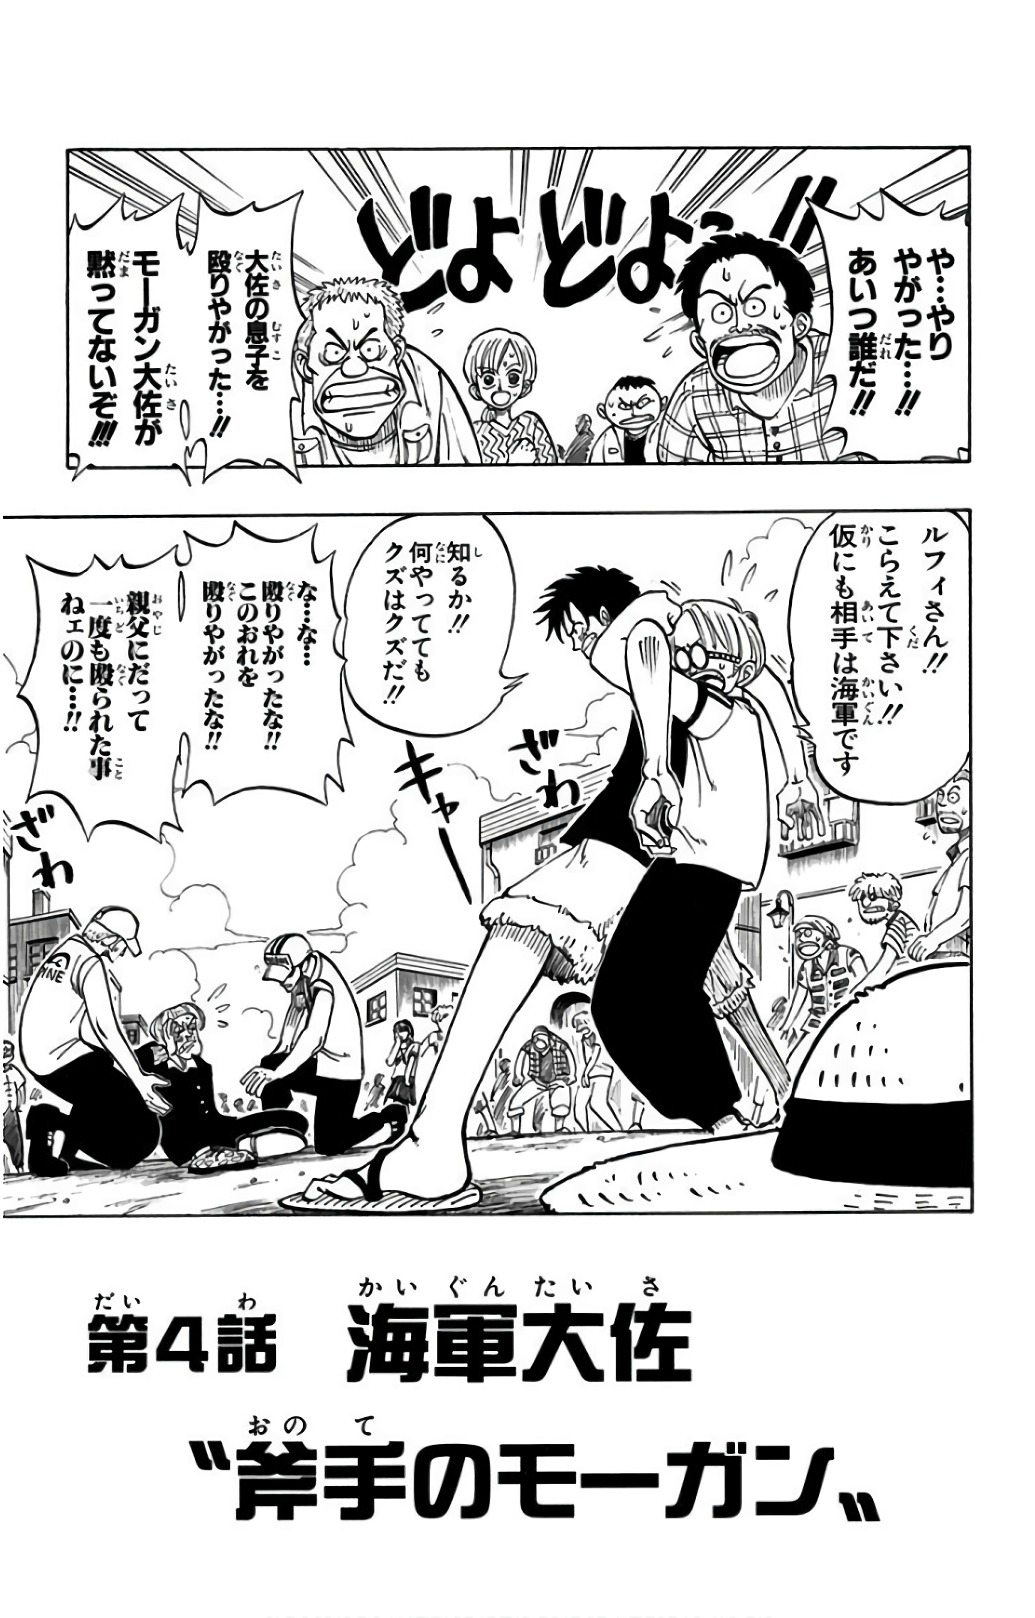 や…やり
やがった…!!
あいつ誰だ!!
どよどよっ!!
大佐の息子を
殴りやがった…!!
モーガン大佐が
黙ってないぞ!!!
ルフィさん!!
こらえて下さい!!
仮にも相手は海軍です
知るか!!
何やってても
クズはクズだ!!
ざわ
キャーー
な…な…
殴りやがったな!!
このおれを
殴りやがったな!!
親父にだって
一度も殴られた事
ねェのに…!!
ざわ
第4話 海軍大佐
〝斧手のモーガン〟